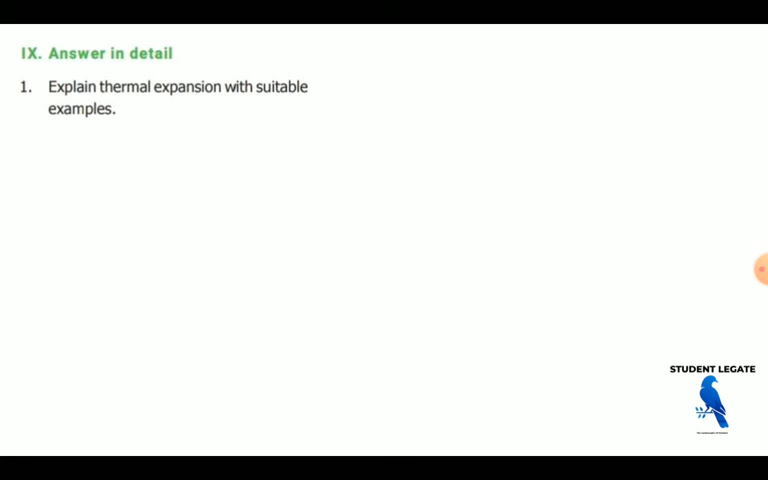 IX. Answer in detail
1. Explain thermal expansion with suitable
examples.
STUDENT LEGATE